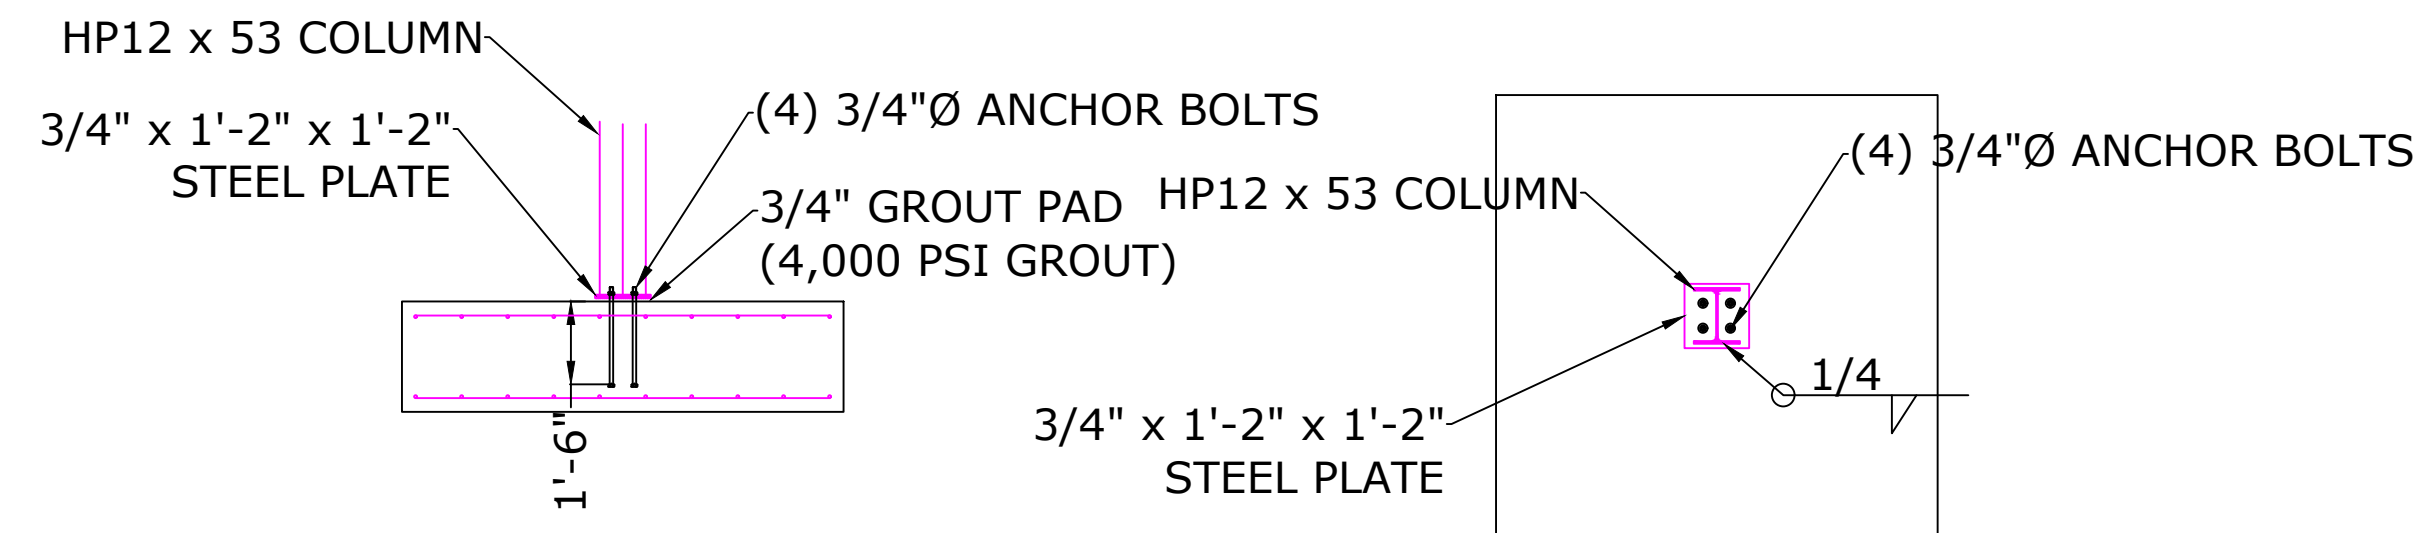 HP12 x 53 COLUMN
3/4" x 1'-2" x 1'-2"
STEEL PLATE
(4) 3/4"Ø ANCHOR BOLTS
3/4" GROUT PAD
(4,000 PSI GROUT)
1'-6"
HP12 x 53 COLUMN
(4) 3/4"Ø ANCHOR BOLTS
1/4
3/4" x 1'-2" x 1'-2"
STEEL PLATE